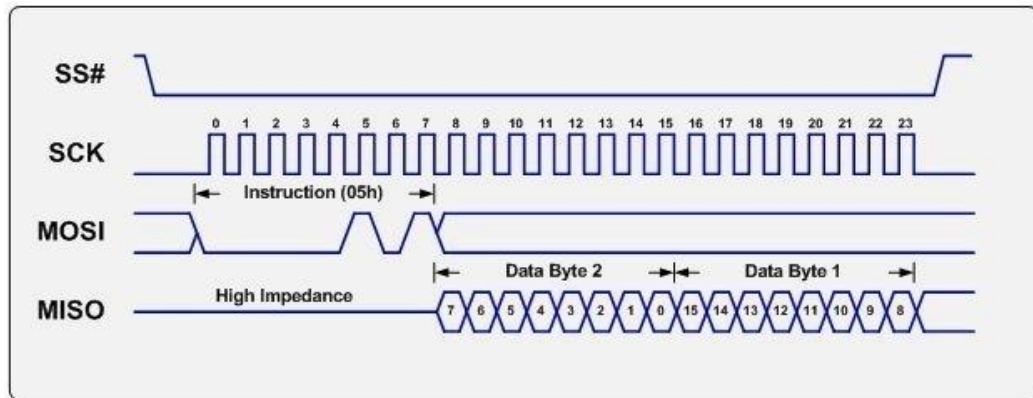 SS#
0 1 2 3 4 5 6 7 8 9 10 11 12 13 14 15 16 17 18 19 20 21 22 23
SCK
Instruction (05h)
MOSI
Data Byte 2 Data Byte 1
High Impedance
MISO
7 6 5 4 3 2 1 0 15 14 13 12 11 10 9 8